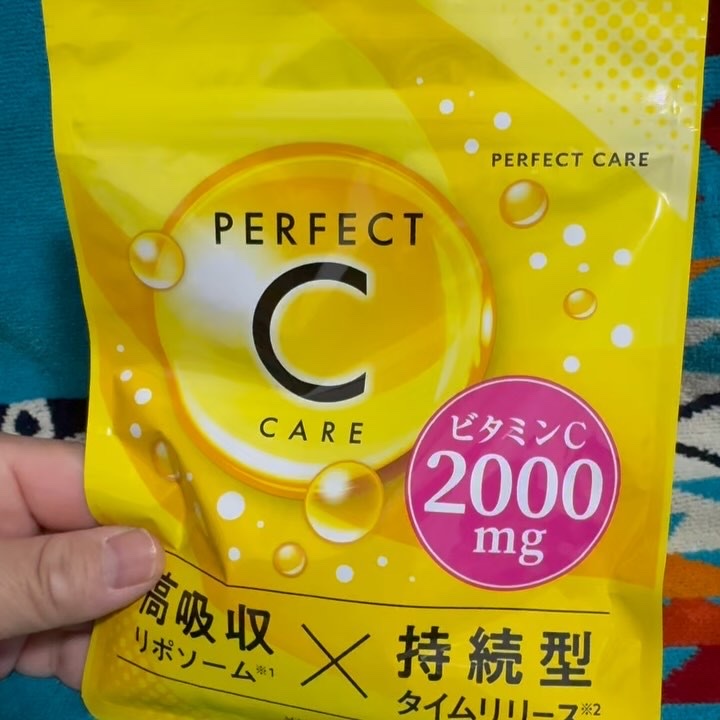 PERFECT CARE
PERFECT
C
CARE
ビタミンC
2000
mg
高吸収
リポソーム※1
×
持続型
タイムリリース※2